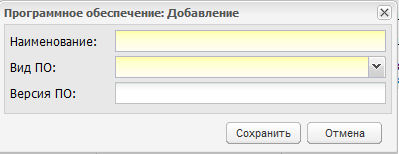 Программное обеспечение: Добавление
Наименование:
Вид ПО:
Версия ПО:
Сохранить Отмена